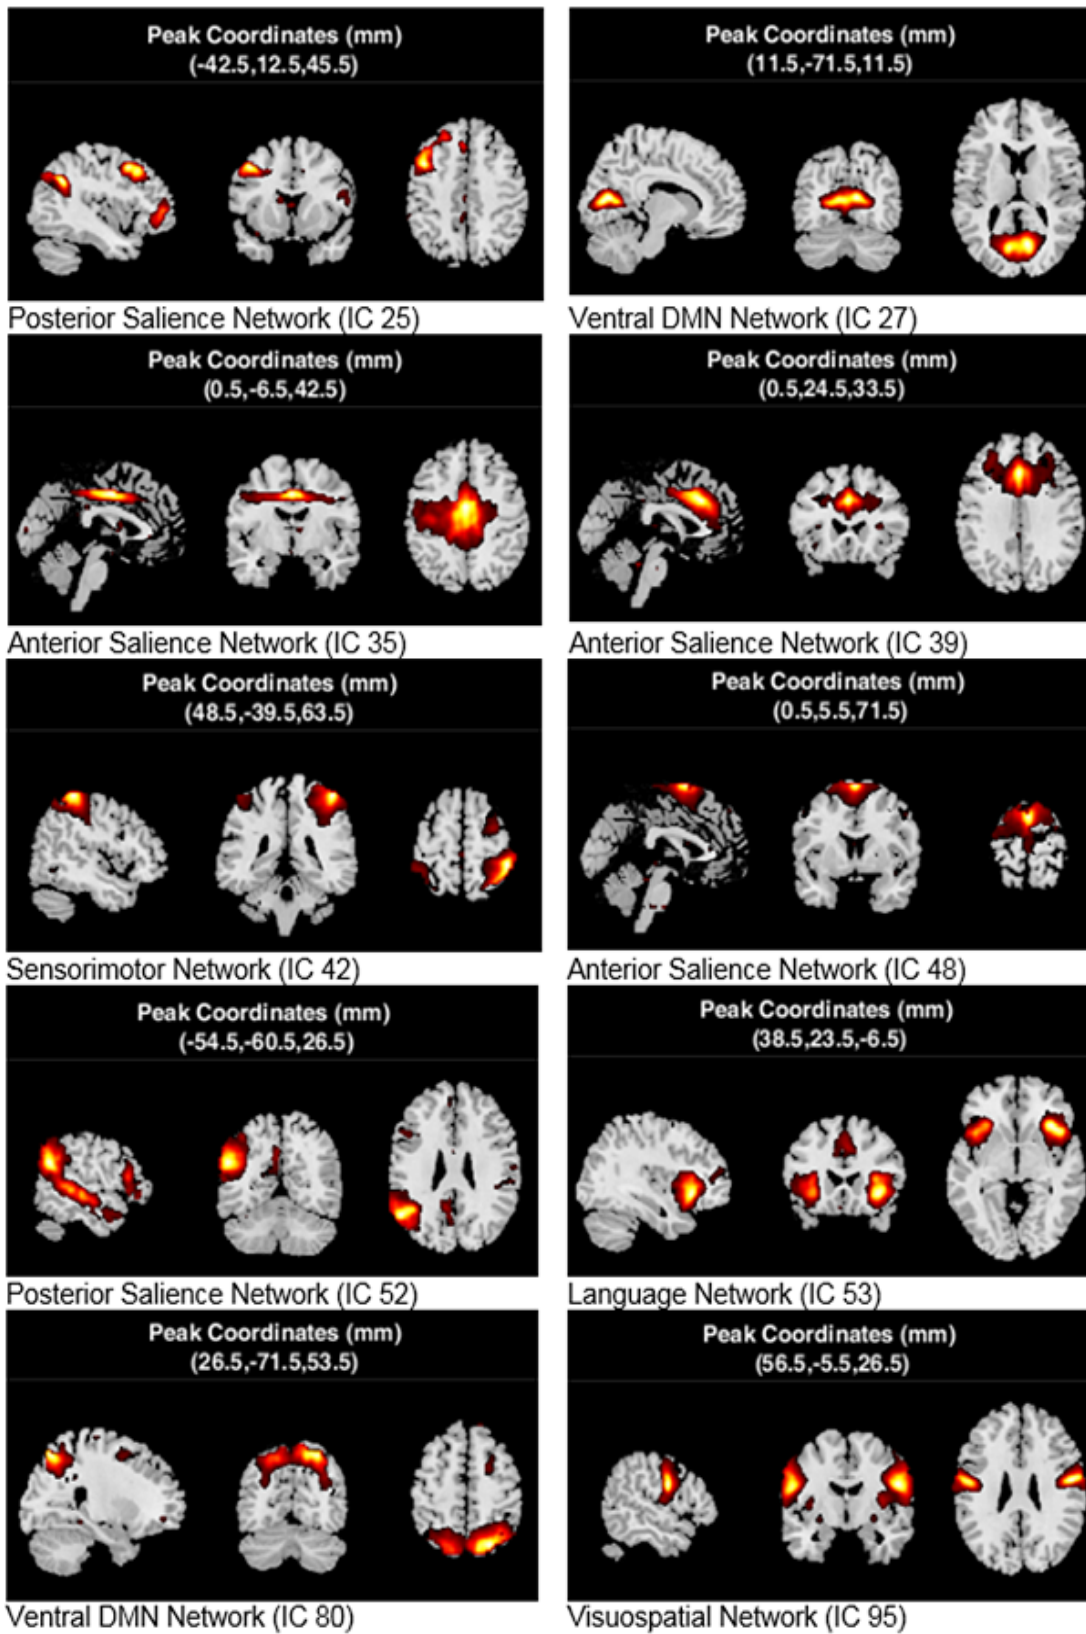 Peak Coordinates (mm)
(-42.5,12.5,45.5)
Posterior Salience Network (IC 25)
Peak Coordinates (mm)
(11.5,-71.5,11.5)
Ventral DMN Network (IC 27)
Peak Coordinates (mm)
(0.5,-6.5,42.5)
Anterior Salience Network (IC 35)
Peak Coordinates (mm)
(0.5,24.5,33.5)
Anterior Salience Network (IC 39)
Peak Coordinates (mm)
(48.5,-39.5,63.5)
Sensorimotor Network (IC 42)
Peak Coordinates (mm)
(0.5,5.5,71.5)
Anterior Salience Network (IC 48)
Peak Coordinates (mm)
(-54.5,-60.5,26.5)
Posterior Salience Network (IC 52)
Peak Coordinates (mm)
(38.5,23.5,-6.5)
Language Network (IC 53)
Peak Coordinates (mm)
(26.5,-71.5,53.5)
Ventral DMN Network (IC 80)
Peak Coordinates (mm)
(56.5,-5.5,26.5)
Visuospatial Network (IC 95)